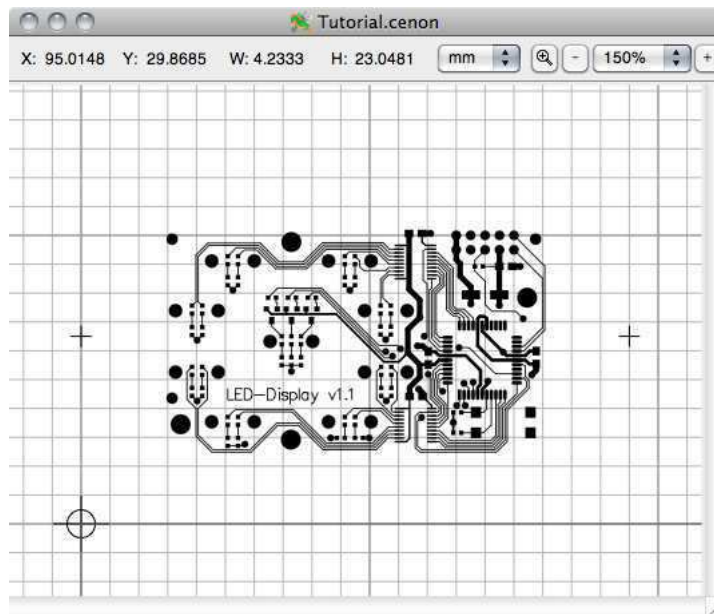 Tutorial.cenon
X: 95.0148 Y: 29.8685 W: 4.2333 H: 23.0481 mm - 150% +
LED-Display v1.1